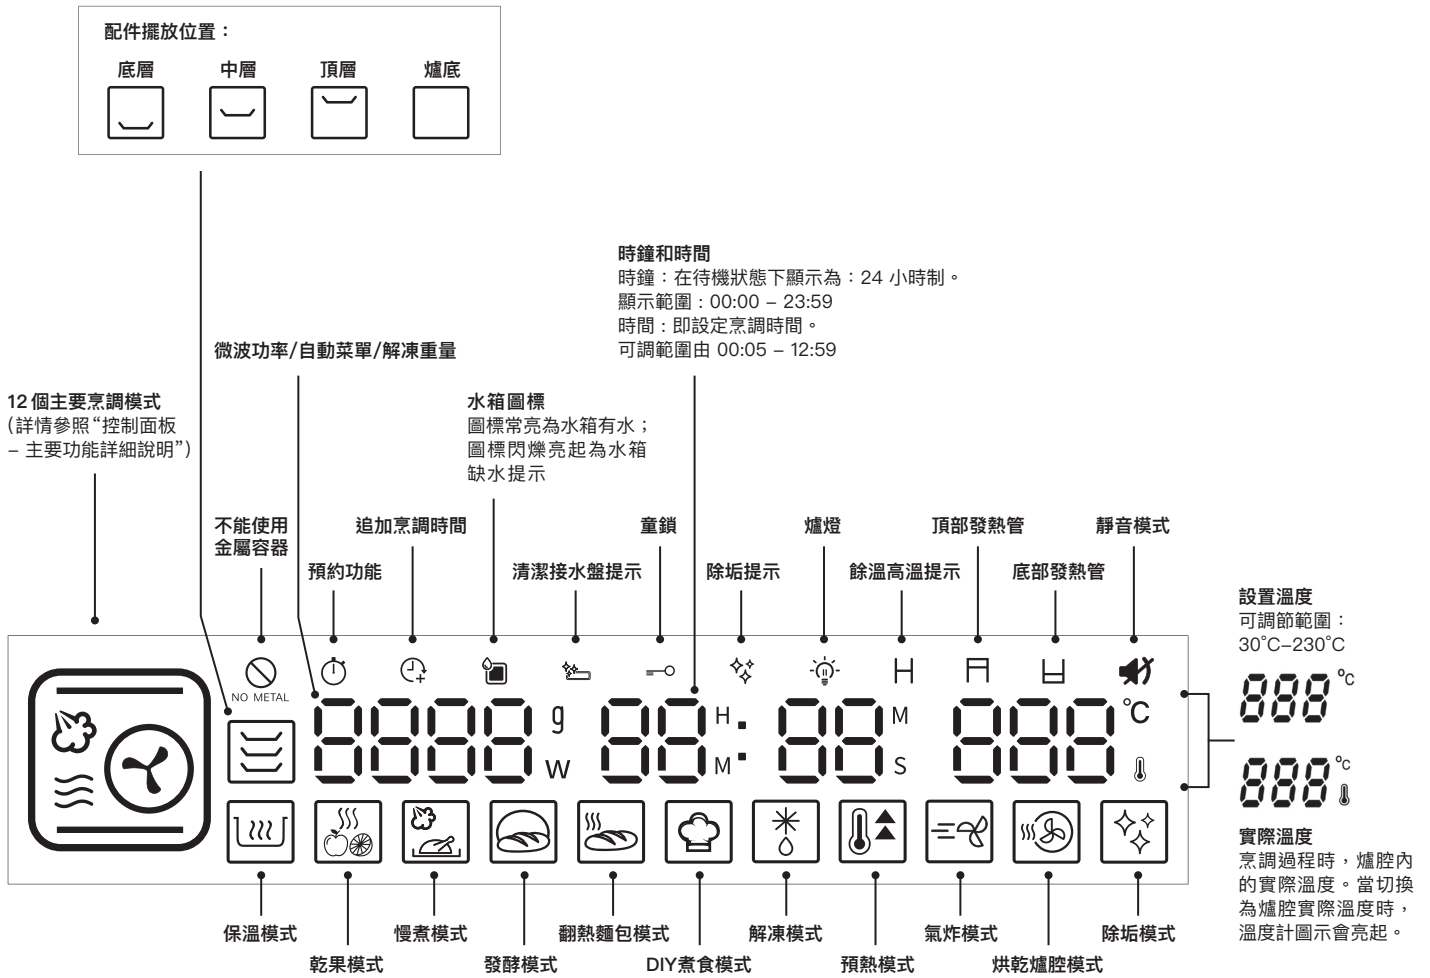 配件擺放位置：
底層
中層
頂層
爐底
時鐘和時間
時鐘：在待機狀態下顯示為：24 小時制。
顯示範圍 : 00:00 – 23:59
時間 : 即設定烹調時間。
可調範圍由 00:05 – 12:59
微波功率/自動菜單/解凍重量
12 個主要烹調模式
(詳情參照“控制面板
– 主要功能詳細說明”)
水箱圖標
圖標常亮為水箱有水；
圖標閃爍亮起為水箱
缺水提示
不能使用
金屬容器
追加烹調時間
童鎖
爐燈
頂部發熱管
靜音模式
預約功能
清潔接水盤提示
除垢提示
餘溫高溫提示
底部發熱管
設置溫度
可調節範圍：
30°C–230°C
NO METAL
8888 g W
88 H M : 88 M S
888 °C
888 °C
888 °C
實際溫度
烹調過程時，爐腔內
的實際溫度。當切換
為爐腔實際溫度時，
溫度計圖示會亮起。
保溫模式
慢煮模式
翻熱麵包模式
解凍模式
氣炸模式
除垢模式
乾果模式
發酵模式
DIY煮食模式
預熱模式
烘乾爐腔模式